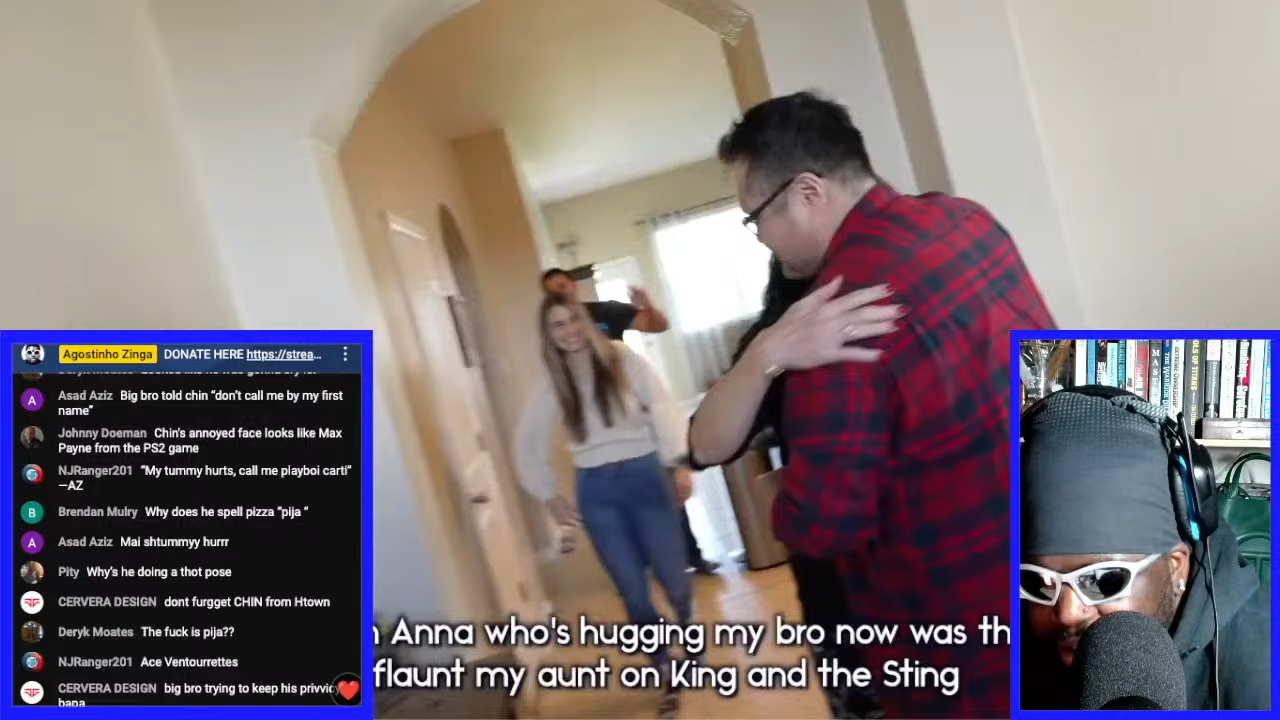 Agostinho Zinga DONATE HERE https://strea...
Asad Aziz Big bro told chin “don’t call me by my first
name”
Johnny Doeman Chin's annoyed face looks like Max
Payne from the PS2 game
NJRanger201 “My tummy hurts, call me playboi carti”
—AZ
Brendan Mulry Why does he spell pizza “pija “
Asad Aziz Mai shtummyy hurrr
Pity Why’s he doing a thot pose
CERVERA DESIGN dont furgget CHIN from Htown
Deryk Moates The fuck is pija??
NJRanger201 Ace Ventourrettes
CERVERA DESIGN big bro trying to keep his privvic
bapa
Anna who's hugging my bro now was th
flaunt my aunt on King and the Sting